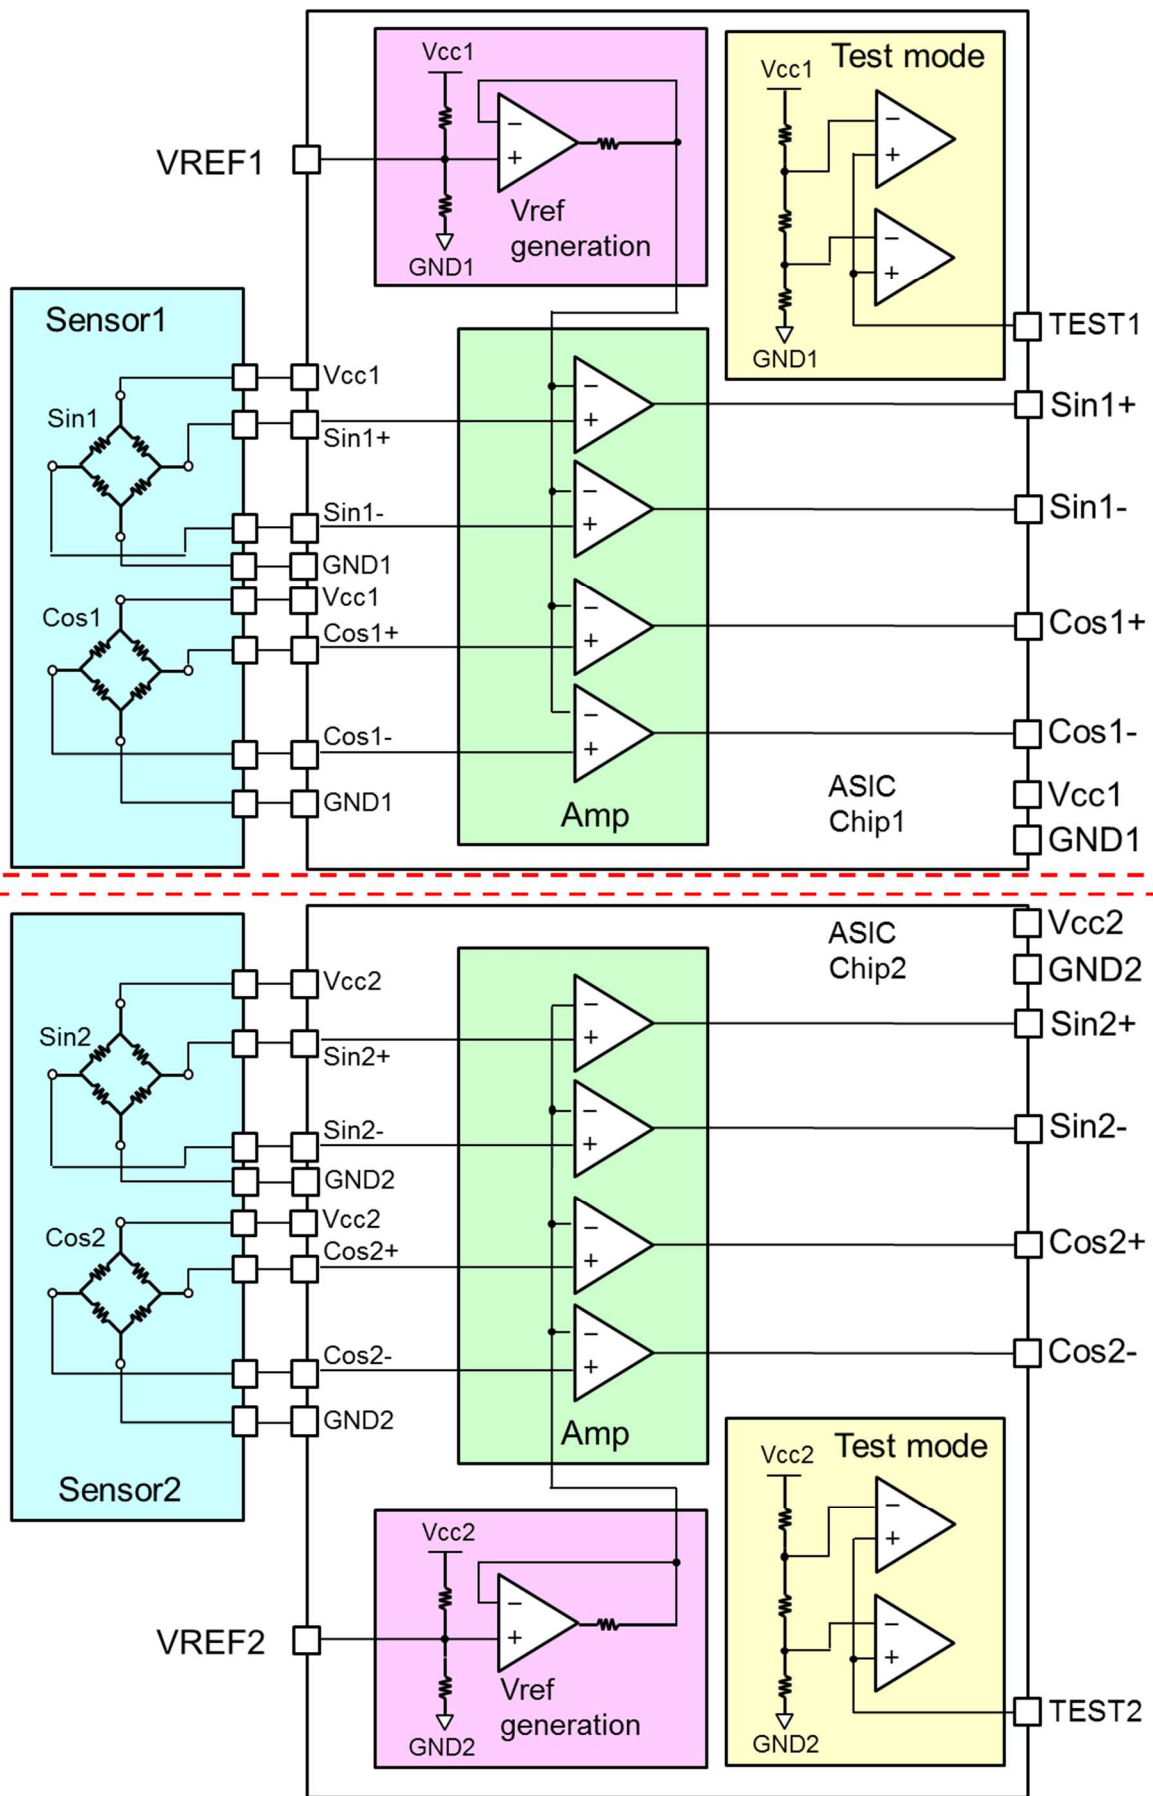 Vcc1
Test mode
Vcc1
−
+
VREF1
−
+
Vref
generation
GND1
−
+
GND1
TEST1
Sensor1
Vcc1
Sin1
Sin1+
−
+
Sin1+
Sin1-
−
+
Sin1-
GND1
Vcc1
Cos1
Cos1+
−
+
Cos1+
Cos1-
−
+
Cos1-
GND1
Amp
ASIC
Chip1
Vcc1
GND1
ASIC
Chip2
Vcc2
GND2
Vcc2
Sin2
Sin2+
−
+
Sin2+
Sin2-
−
+
Sin2-
GND2
Vcc2
Cos2
Cos2+
−
+
Cos2+
Cos2-
−
+
Cos2-
GND2
Amp
Sensor2
Test mode
Vcc2
−
+
Vcc2
−
+
VREF2
−
+
Vref
generation
GND2
GND2
TEST2